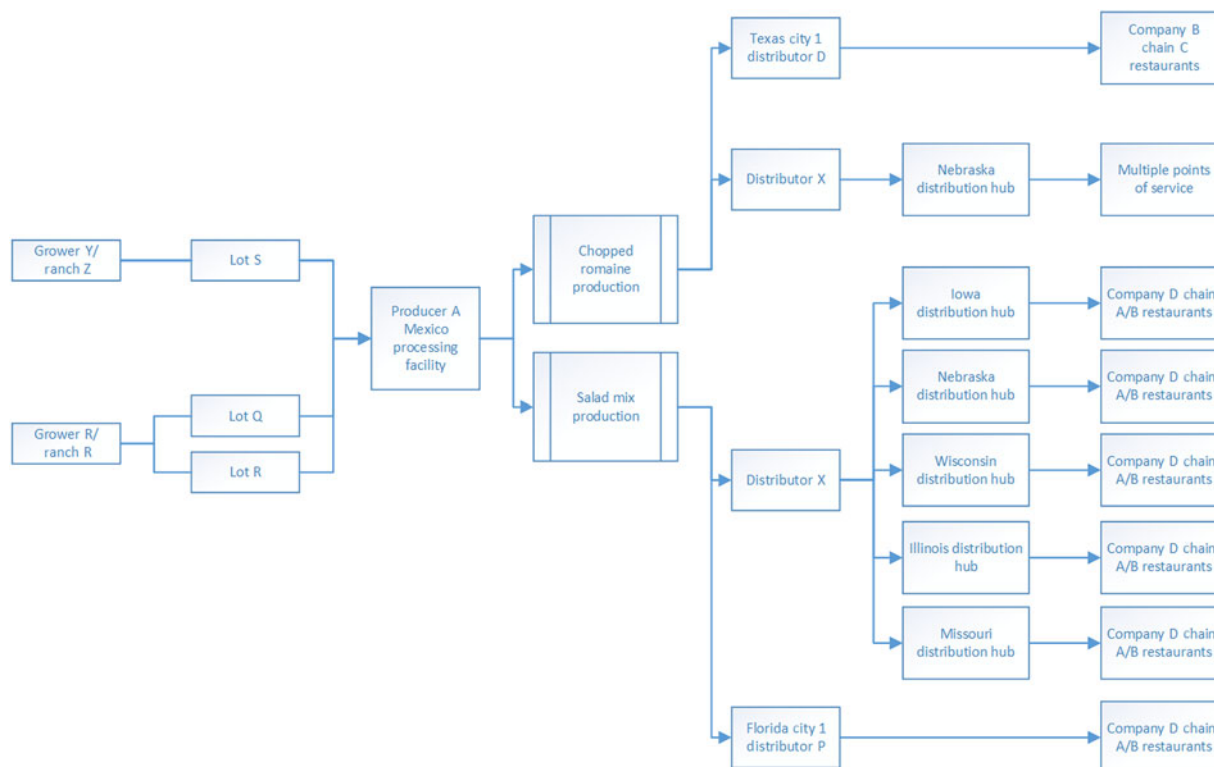 Texas city 1
distributor D
Company B
chain C
restaurants
Distributor X
Nebraska
distribution hub
Multiple points
of service
Grower Y/
ranch Z
Lot S
Chopped
romaine
production
Producer A
Mexico
processing
facility
Iowa
distribution hub
Company D chain
A/B restaurants
Salad mix
production
Nebraska
distribution hub
Company D chain
A/B restaurants
Grower R/
ranch R
Lot Q
Lot R
Distributor X
Wisconsin
distribution hub
Company D chain
A/B restaurants
Illinois distribution
hub
Company D chain
A/B restaurants
Missouri
distribution hub
Company D chain
A/B restaurants
Florida city 1
distributor P
Company D chain
A/B restaurants